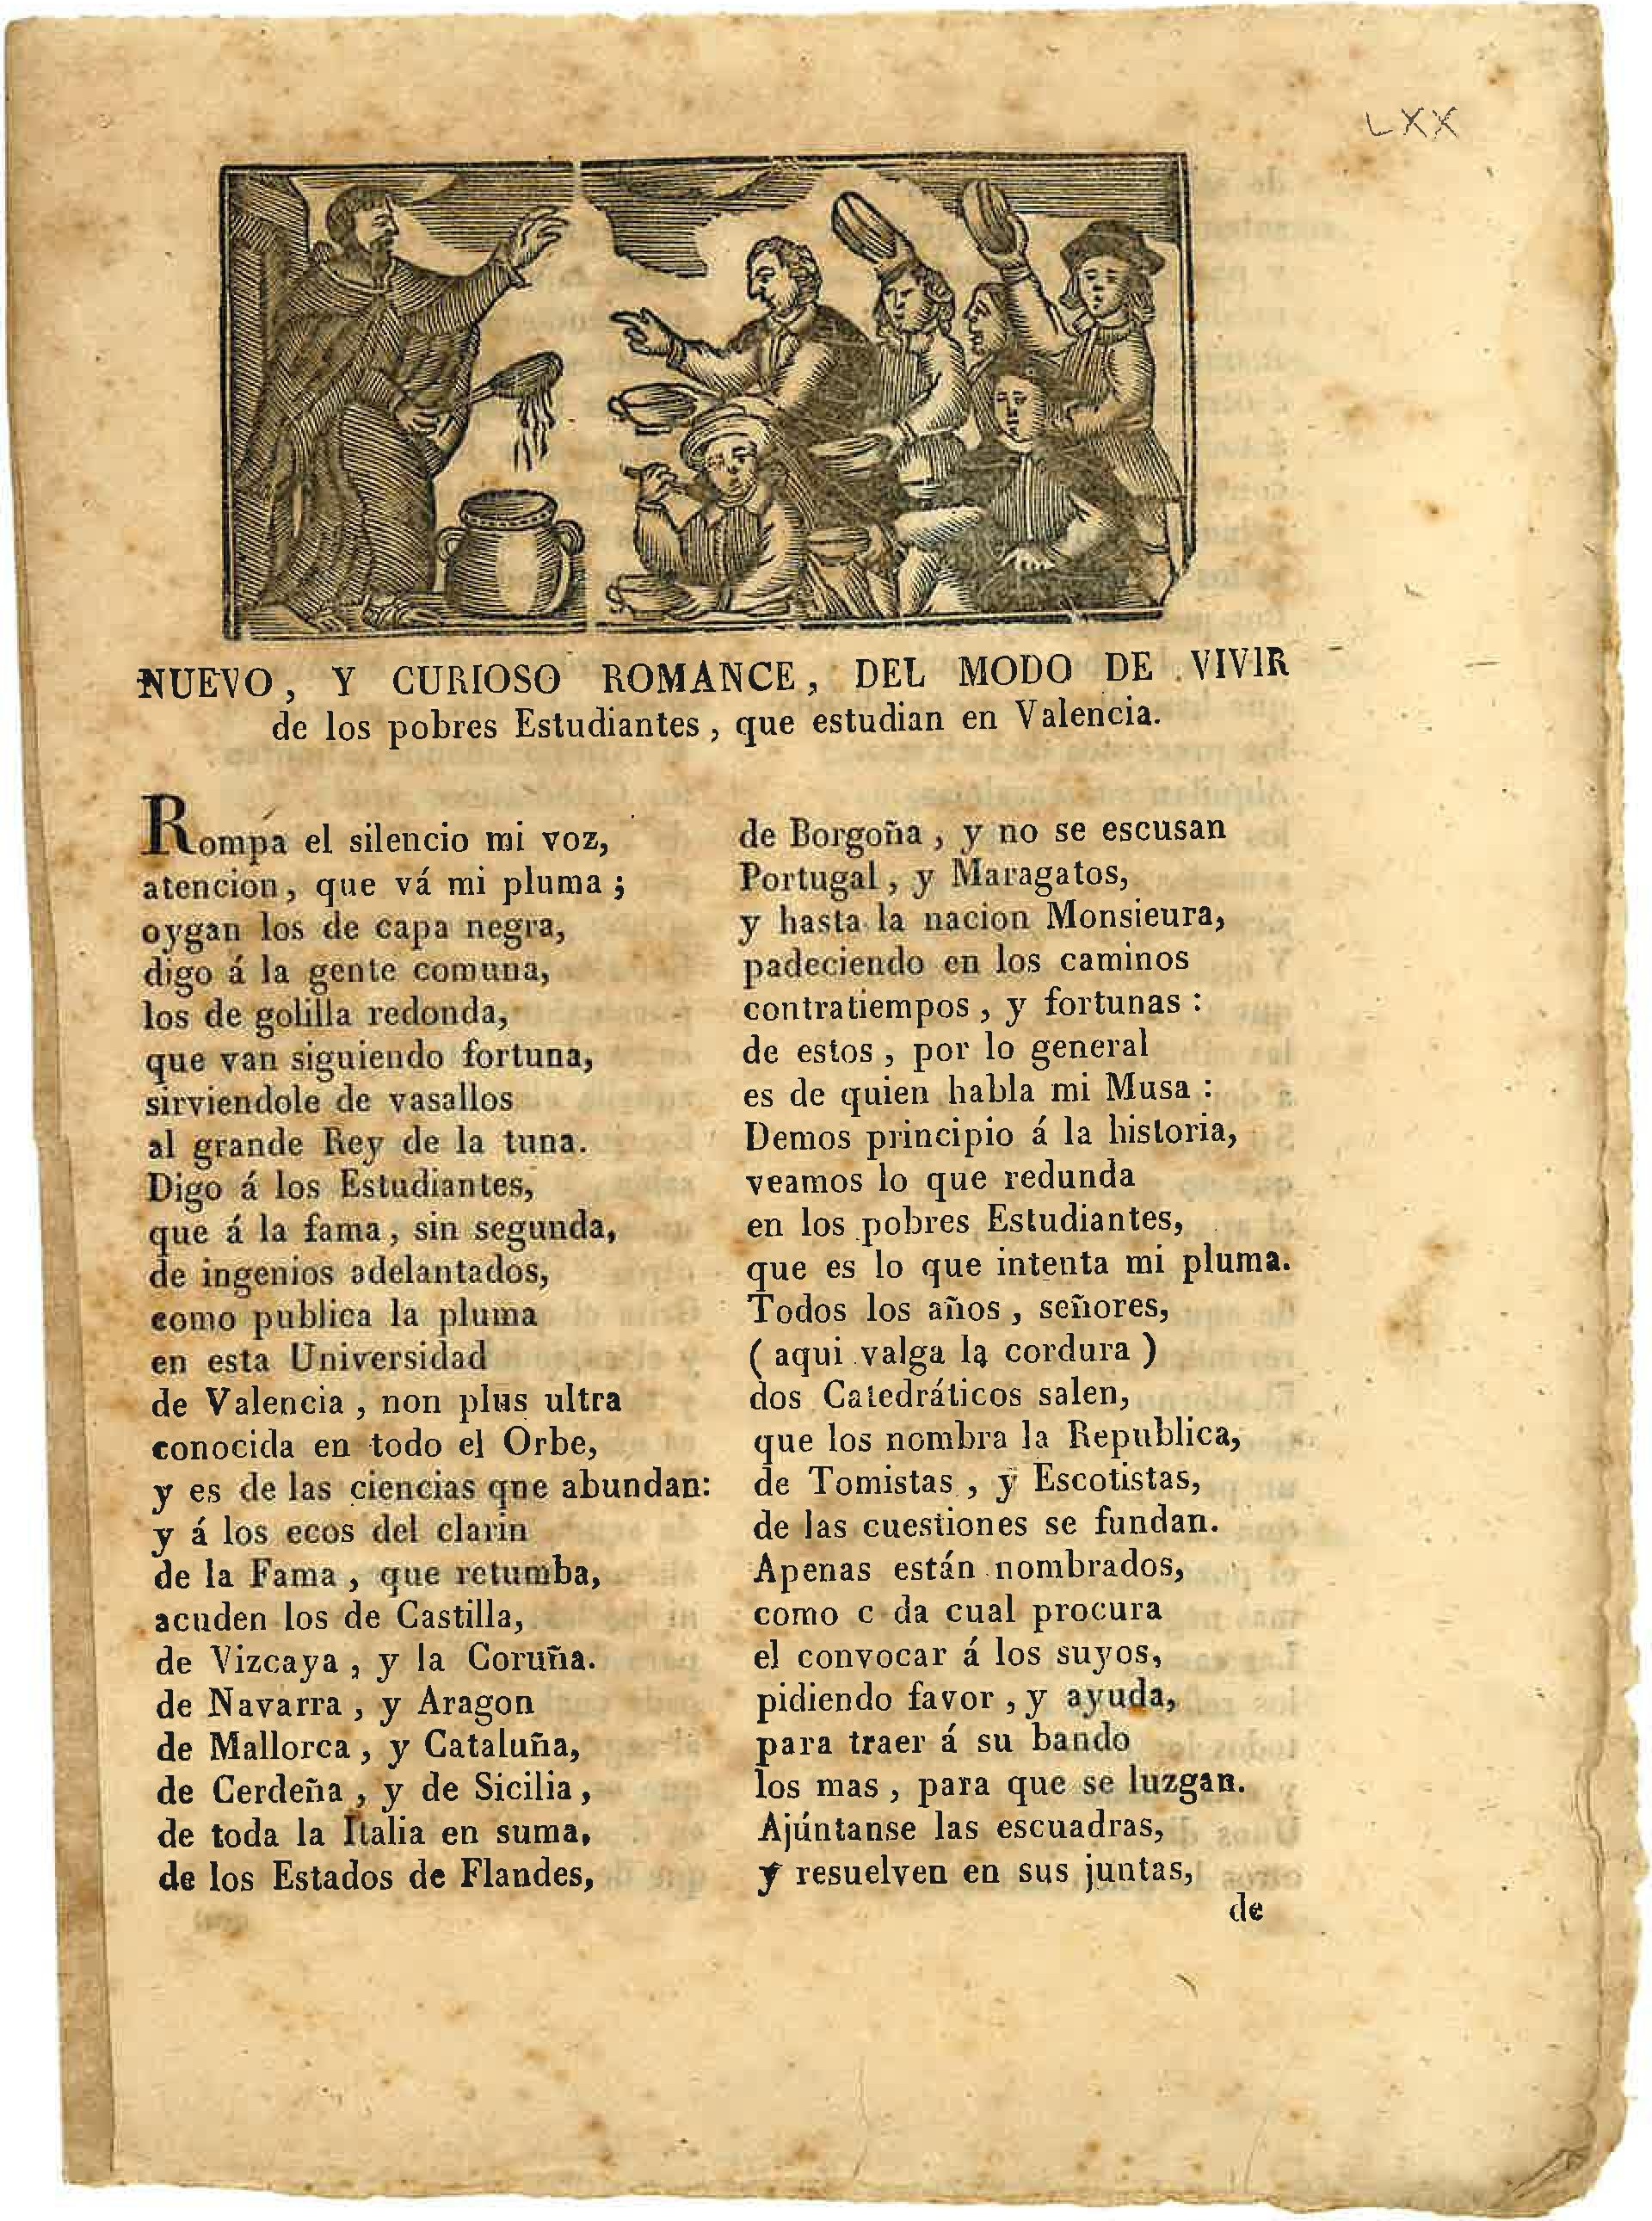 LXX
NUEVO, Y CURIOSO ROMANCE, DEL MODO DE VIVIR
de los pobres Estudiantes, que estudian en Valencia.
Rompa el silencio mi voz,
atencion, que vá mi pluma;
oygan los de capa negra,
digo á la gente comuna,
los de golilla redonda,
que van siguiendo fortuna,
sirviendole de vasallos
al grande Rey de la tuna.
Digo á los Estudiantes,
que á la fama, sin segunda,
de ingenios adelantados,
como publica la pluma
en esta Universidad
de Valencia, non plus ultra
conocida en todo el Orbe,
y es de las ciencias qne abundan:
y á los ecos del clarin
de la Fama, que retumba,
acuden los de Castilla,
de Vizcaya, y la Coruña.
de Navarra, y Aragon
de Mallorca, y Cataluña,
de Cerdeña, y de Sicilia,
de toda la Italia en suma,
de los Estados de Flandes,
de Borgoña, y no se escusan
Portugal, y Maragatos,
y hasta la nacion Monsieura,
padeciendo en los caminos
contratiempos, y fortunas:
de estos, por lo general
es de quien habla mi Musa:
Demos principio á la historia,
veamos lo que redunda
en los pobres Estudiantes,
que es lo que intenta mi pluma.
Todos los años, señores,
(aqui valga la cordura)
dos Catedráticos salen,
que los nombra la Republica,
de Tomistas, y Escotistas,
de las cuestiones se fundan.
Apenas están nombrados,
como c da cual procura
el convocar á los suyos,
pidiendo favor, y ayuda,
para traer á su bando
los mas, para que se luzgan.
Ajúntanse las escuadras,
y resuelven en sus juntas,
de